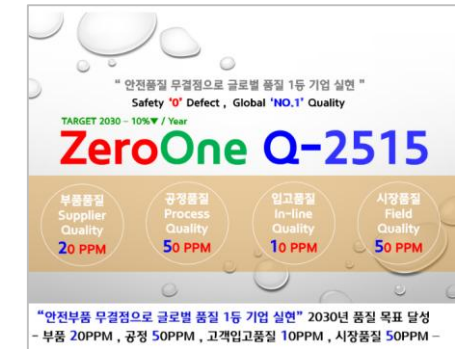 " 안전품질 무결점으로 글로벌 품질 1등 기업 실현 "
Safety '0' Defect , Global 'NO.1' Quality
TARGET 2030 - 10%▼ / Year
ZeroOne Q-2515
부품품질
Supplier
Quality
20 PPM
공정품질
Process
Quality
50 PPM
입고품질
In-line
Quality
10 PPM
시장품질
Field
Quality
50 PPM
"안전부품 무결점으로 글로벌 품질 1등 기업 실현" 2030년 품질 목표 달성
- 부품 20PPM , 공정 50PPM , 고객입고품질 10PPM , 시장품질 50PPM -